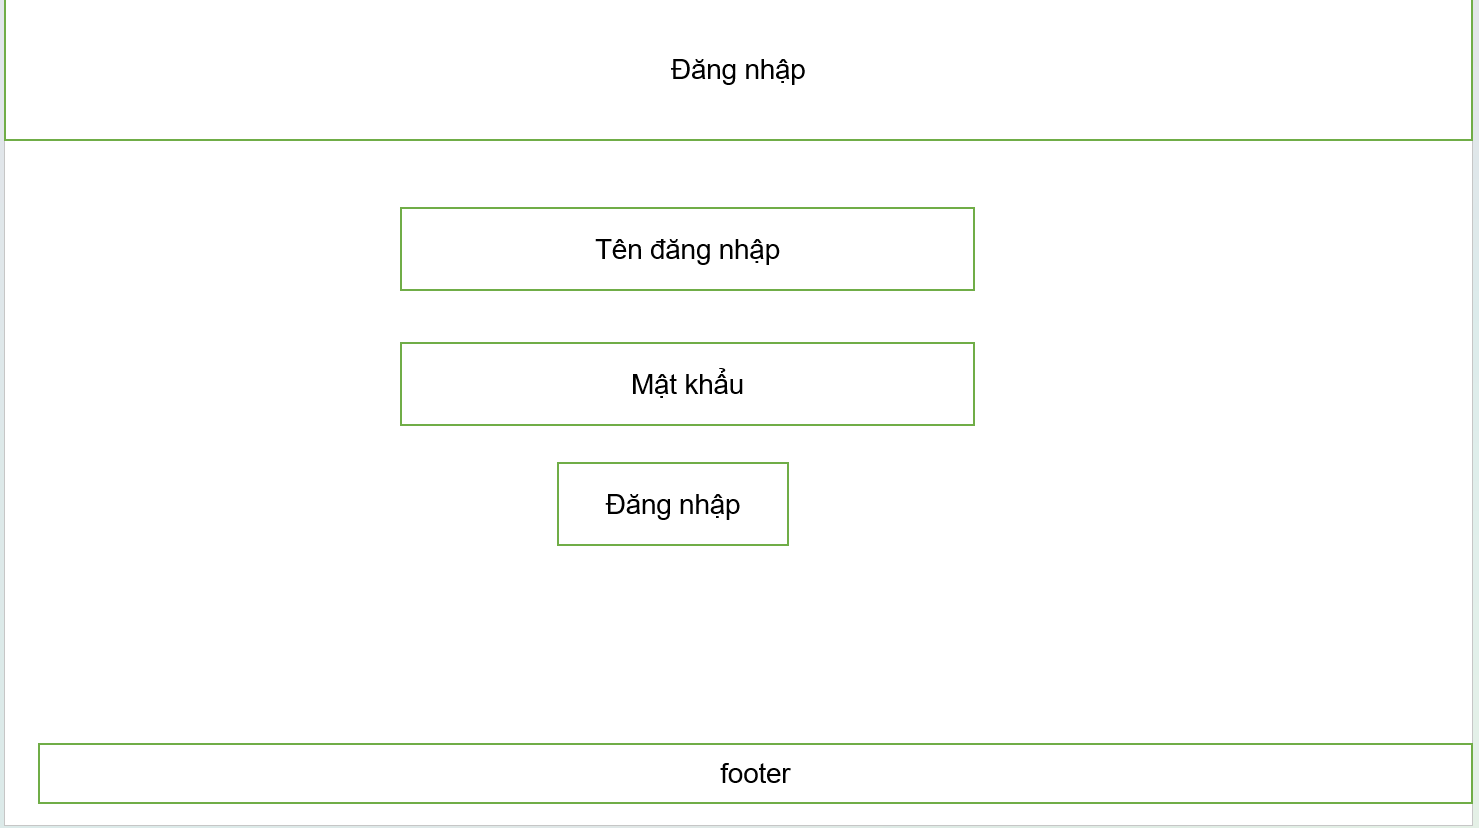 Đăng nhập
Tên đăng nhập
Mật khẩu
Đăng nhập
footer